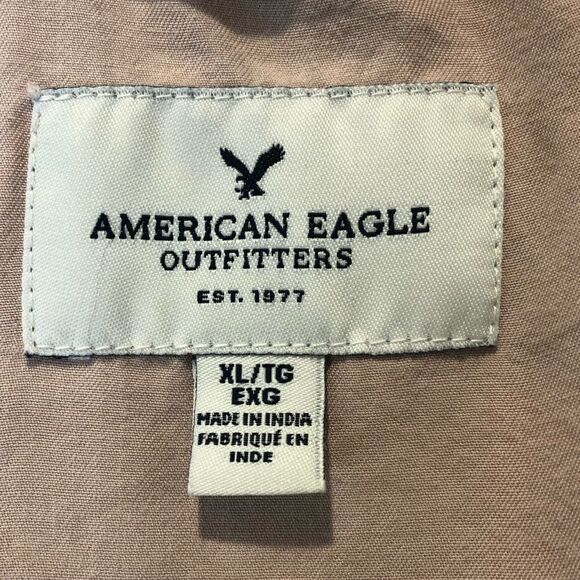 AMERICAN EAGLE
OUTFITTERS
EST. 1977
XL/TG
EXG
MADE IN INDIA
FABRIQUÉ EN
INDE